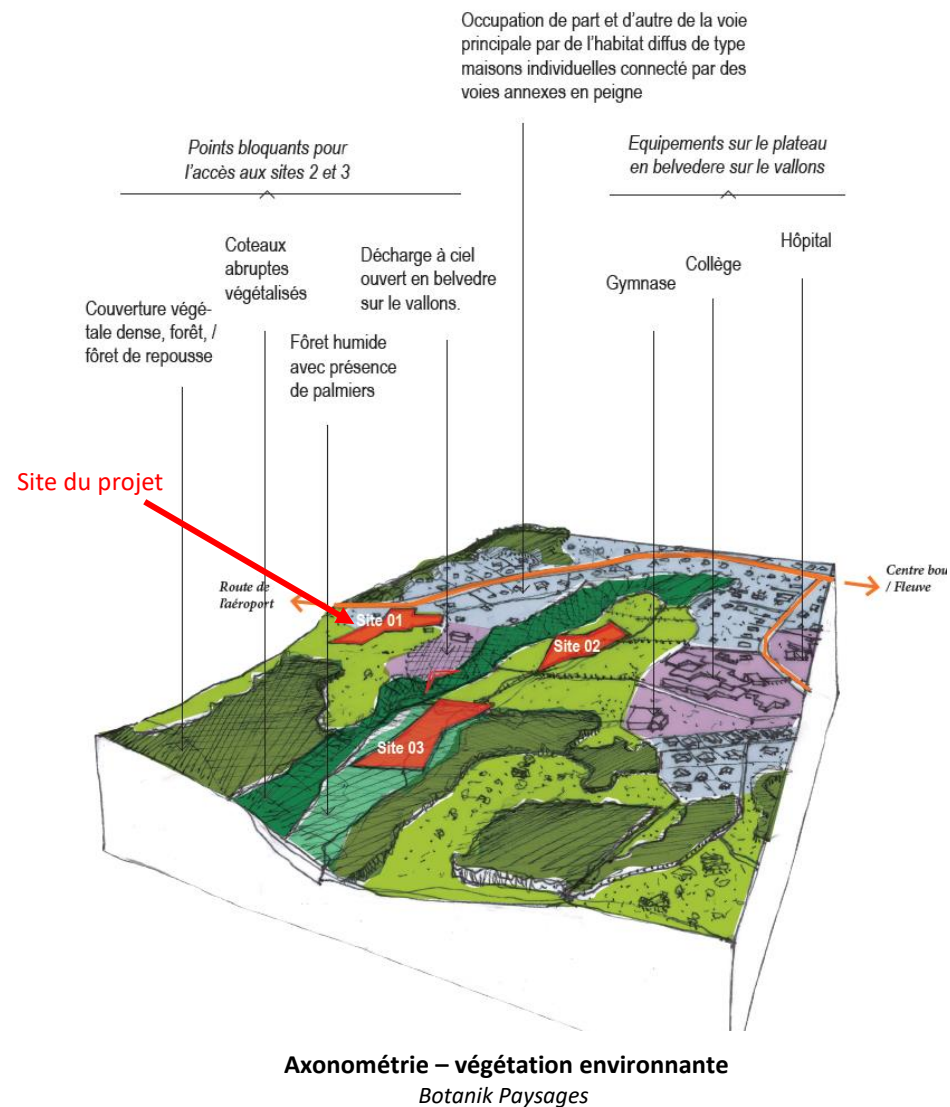 Occupation de part et d'autre de la voie
principale par de l'habitat diffus de type
maisons individuelles connecté par des
voies annexes en peigne
Points bloquants pour
l'accès aux sites 2 et 3
Equipements sur le plateau
en belvedere sur le vallons
Couverture végé-
tale dense, forêt, /
fôret de repousse
Coteaux
abruptes
végétalisés
Fôret humide
avec présence
de palmiers
Décharge à ciel
ouvert en belvedre
sur le vallons.
Gymnase
Collège
Hôpital
Site du projet
Route de
l'aéroport
Centre bou
/ Fleuve
Site 01
Site 02
Site 03
Axonométrie – végétation environnante
Botanik Paysages